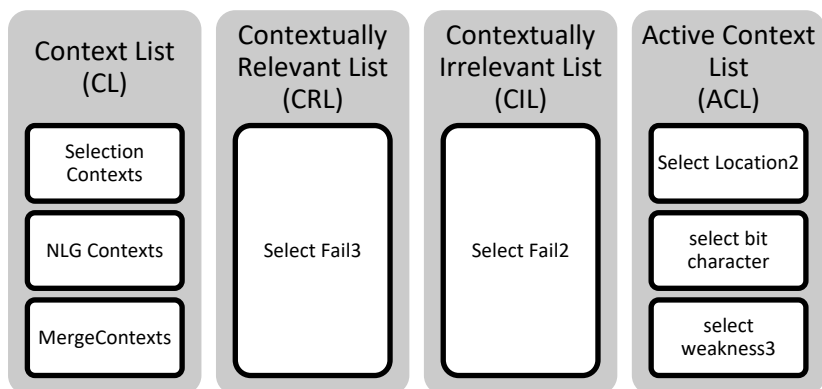 Context List
(CL)
Selection
Contexts
NLG Contexts
MergeContexts
Contextually
Relevant List
(CRL)
Select Fail3
Contextually
Irrelevant List
(CIL)
Select Fail2
Active Context
List
(ACL)
Select Location2
select bit
character
select
weakness3